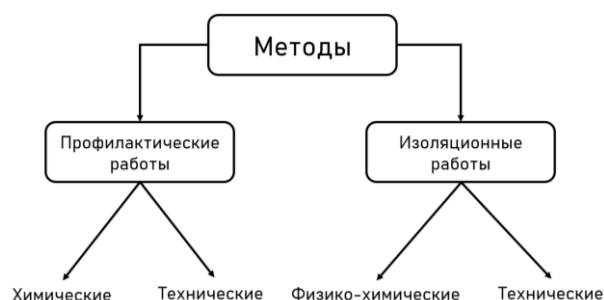 Методы
Профилактические
работы
Изоляционные
работы
Химические
Технические
Физико-химические
Технические